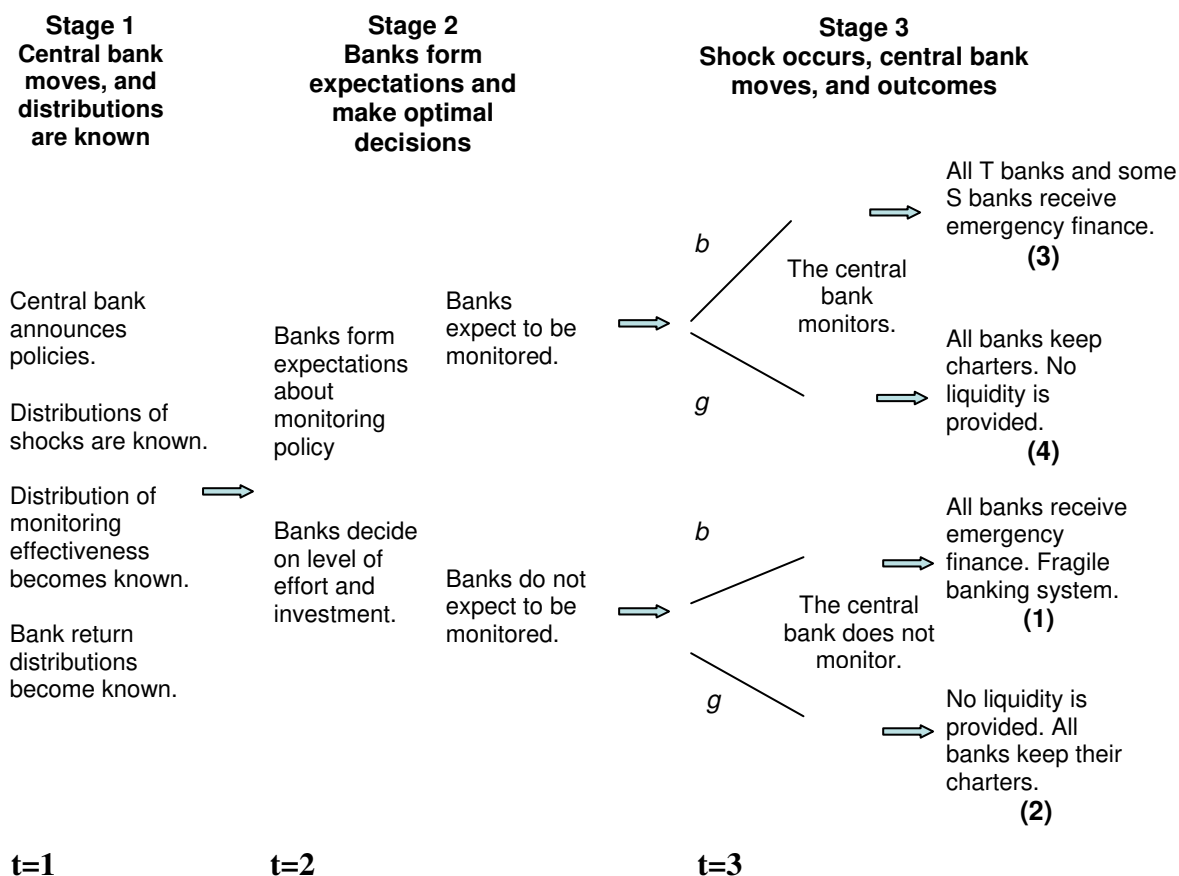 Stage 1
Central bank
moves, and
distributions
are known
Stage 2
Banks form
expectations and
make optimal
decisions
Stage 3
Shock occurs, central bank
moves, and outcomes
Central bank
announces
policies.
Distributions of
shocks are known.
Distribution of
monitoring
effectiveness
becomes known.
Bank return
distributions
become known.
Banks form
expectations
about
monitoring
policy
Banks decide
on level of
effort and
investment.
Banks
expect to be
monitored.
Banks do not
expect to be
monitored.
b
g
The central
bank
monitors.
All T banks and some
S banks receive
emergency finance.
(3)
All banks keep
charters. No
liquidity is
provided.
(4)
b
g
The central
bank does not
monitor.
All banks receive
emergency
finance. Fragile
banking system.
(1)
No liquidity is
provided. All
banks keep their
charters.
(2)
t=1
t=2
t=3